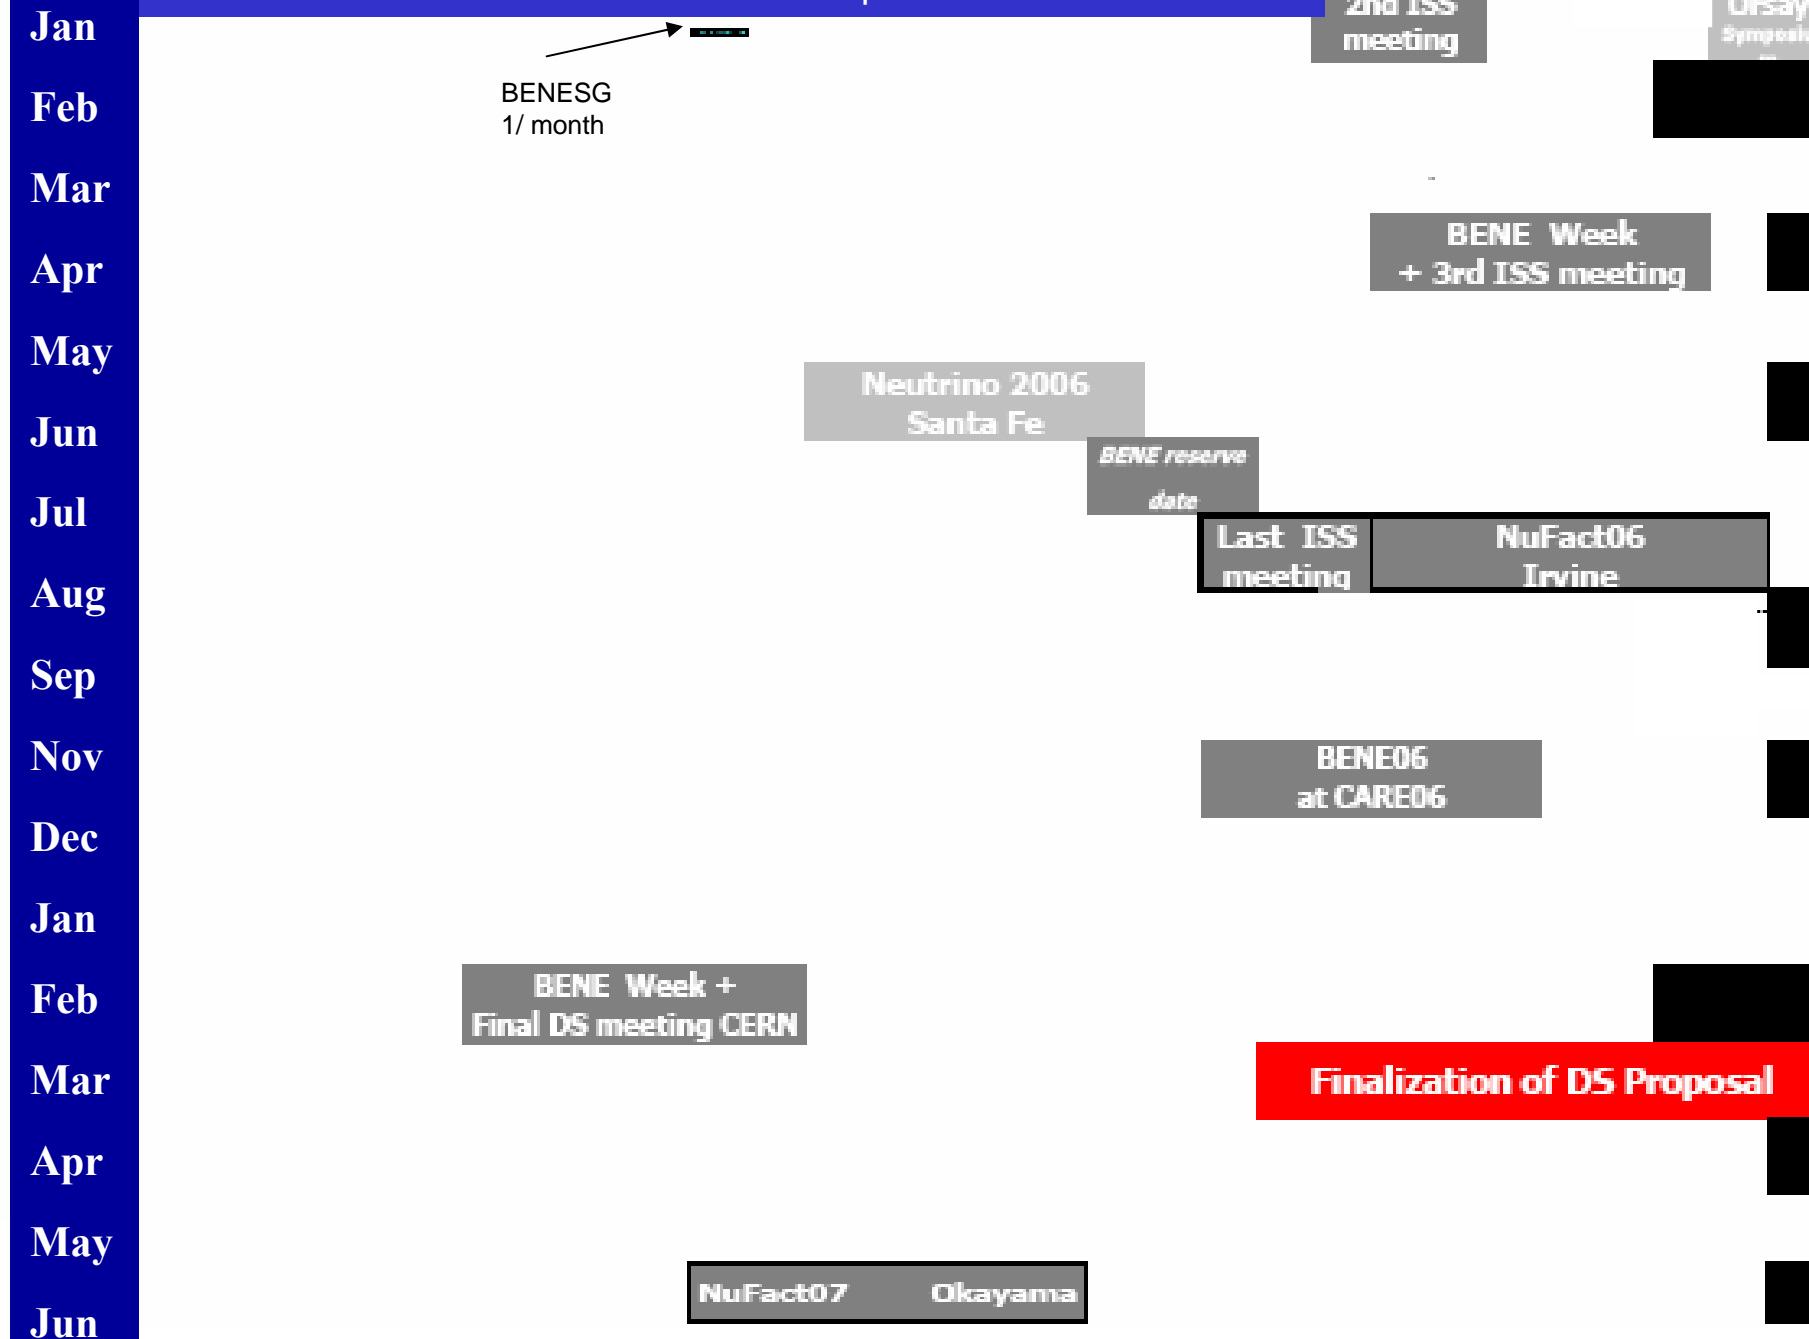 Jan
2nd ISS
meeting
Orsay
BENESG
1/ month
Feb
Mar
BENE Week
+ 3rd ISS meeting
Apr
May
Neutrino 2006
Santa Fe
Jun
BENE reserve
date
Jul
Last ISS
meeting
NuFact06
Irvine
Aug
Sep
Nov
BENE06
at CARE06
Dec
Jan
Feb
BENE Week +
Final DS meeting CERN
Mar
Finalization of DS Proposal
Apr
May
NuFact07 Okayama
Jun